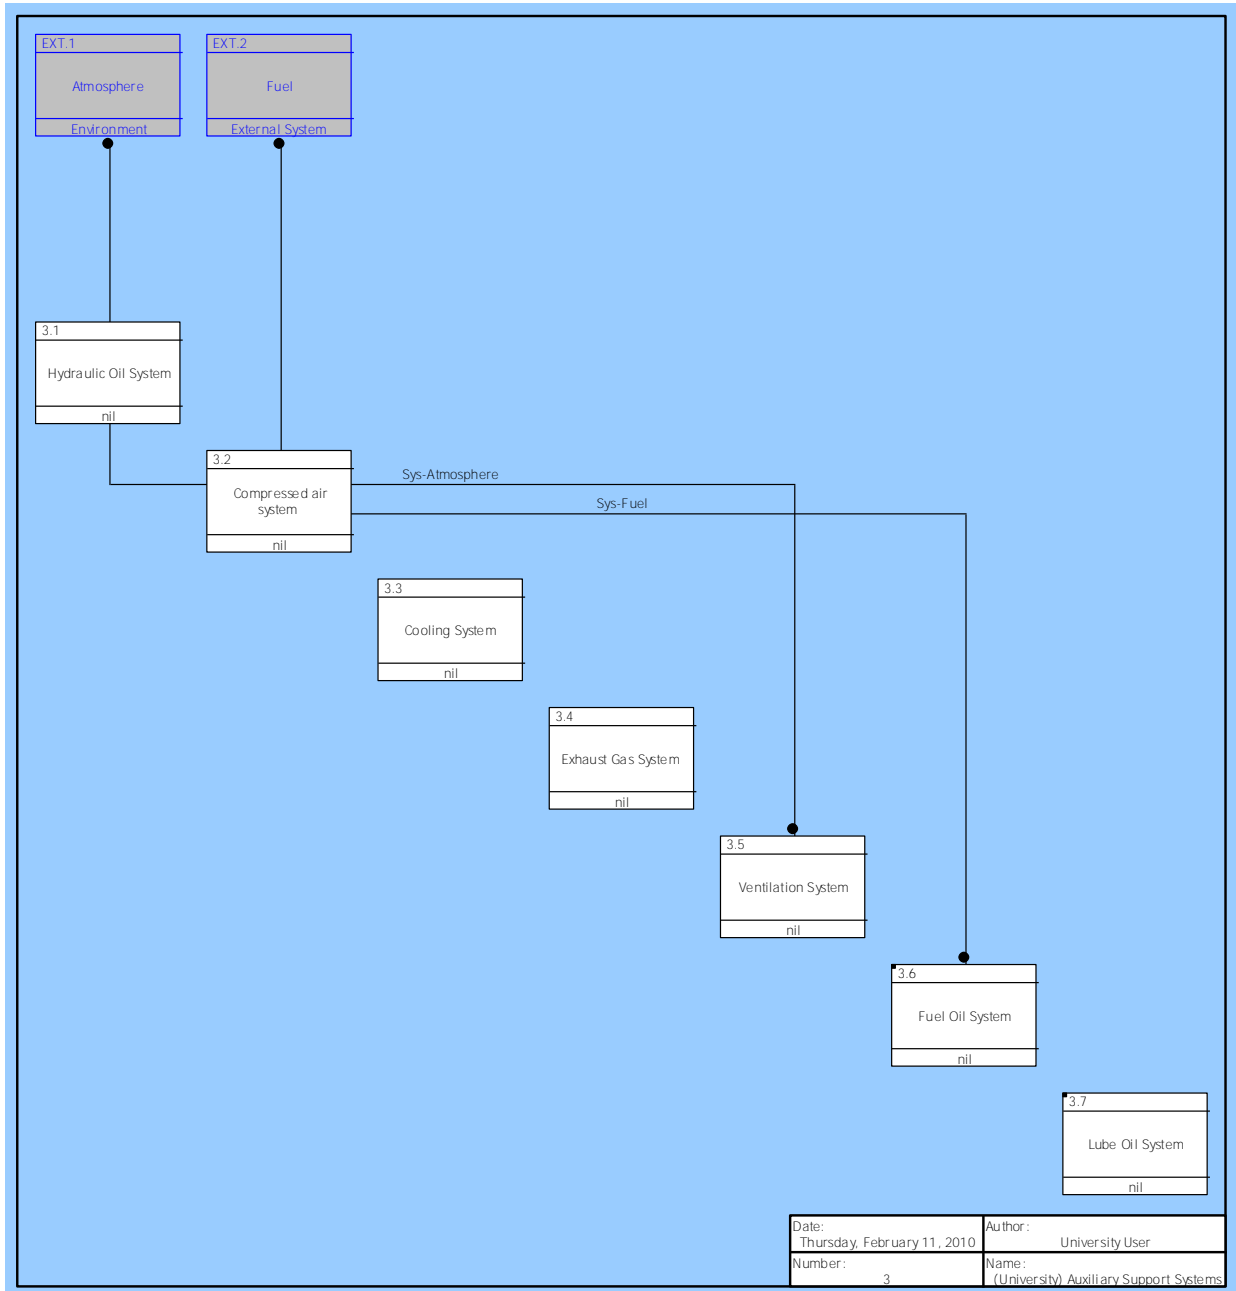 EXT.1
Atmosphere
Environment
EXT.2
Fuel
External System
3.1
Hydraulic Oil System
nil
3.2
Compressed air
system
nil
Sys-Atmosphere
Sys-Fuel
3.3
Cooling System
nil
3.4
Exhaust Gas System
nil
3.5
Ventilation System
nil
3.6
Fuel Oil System
nil
3.7
Lube Oil System
nil
Date:
Thursday, February 11, 2010
Author:
University User
Number:
3
Name:
(University) Auxiliary Support Systems